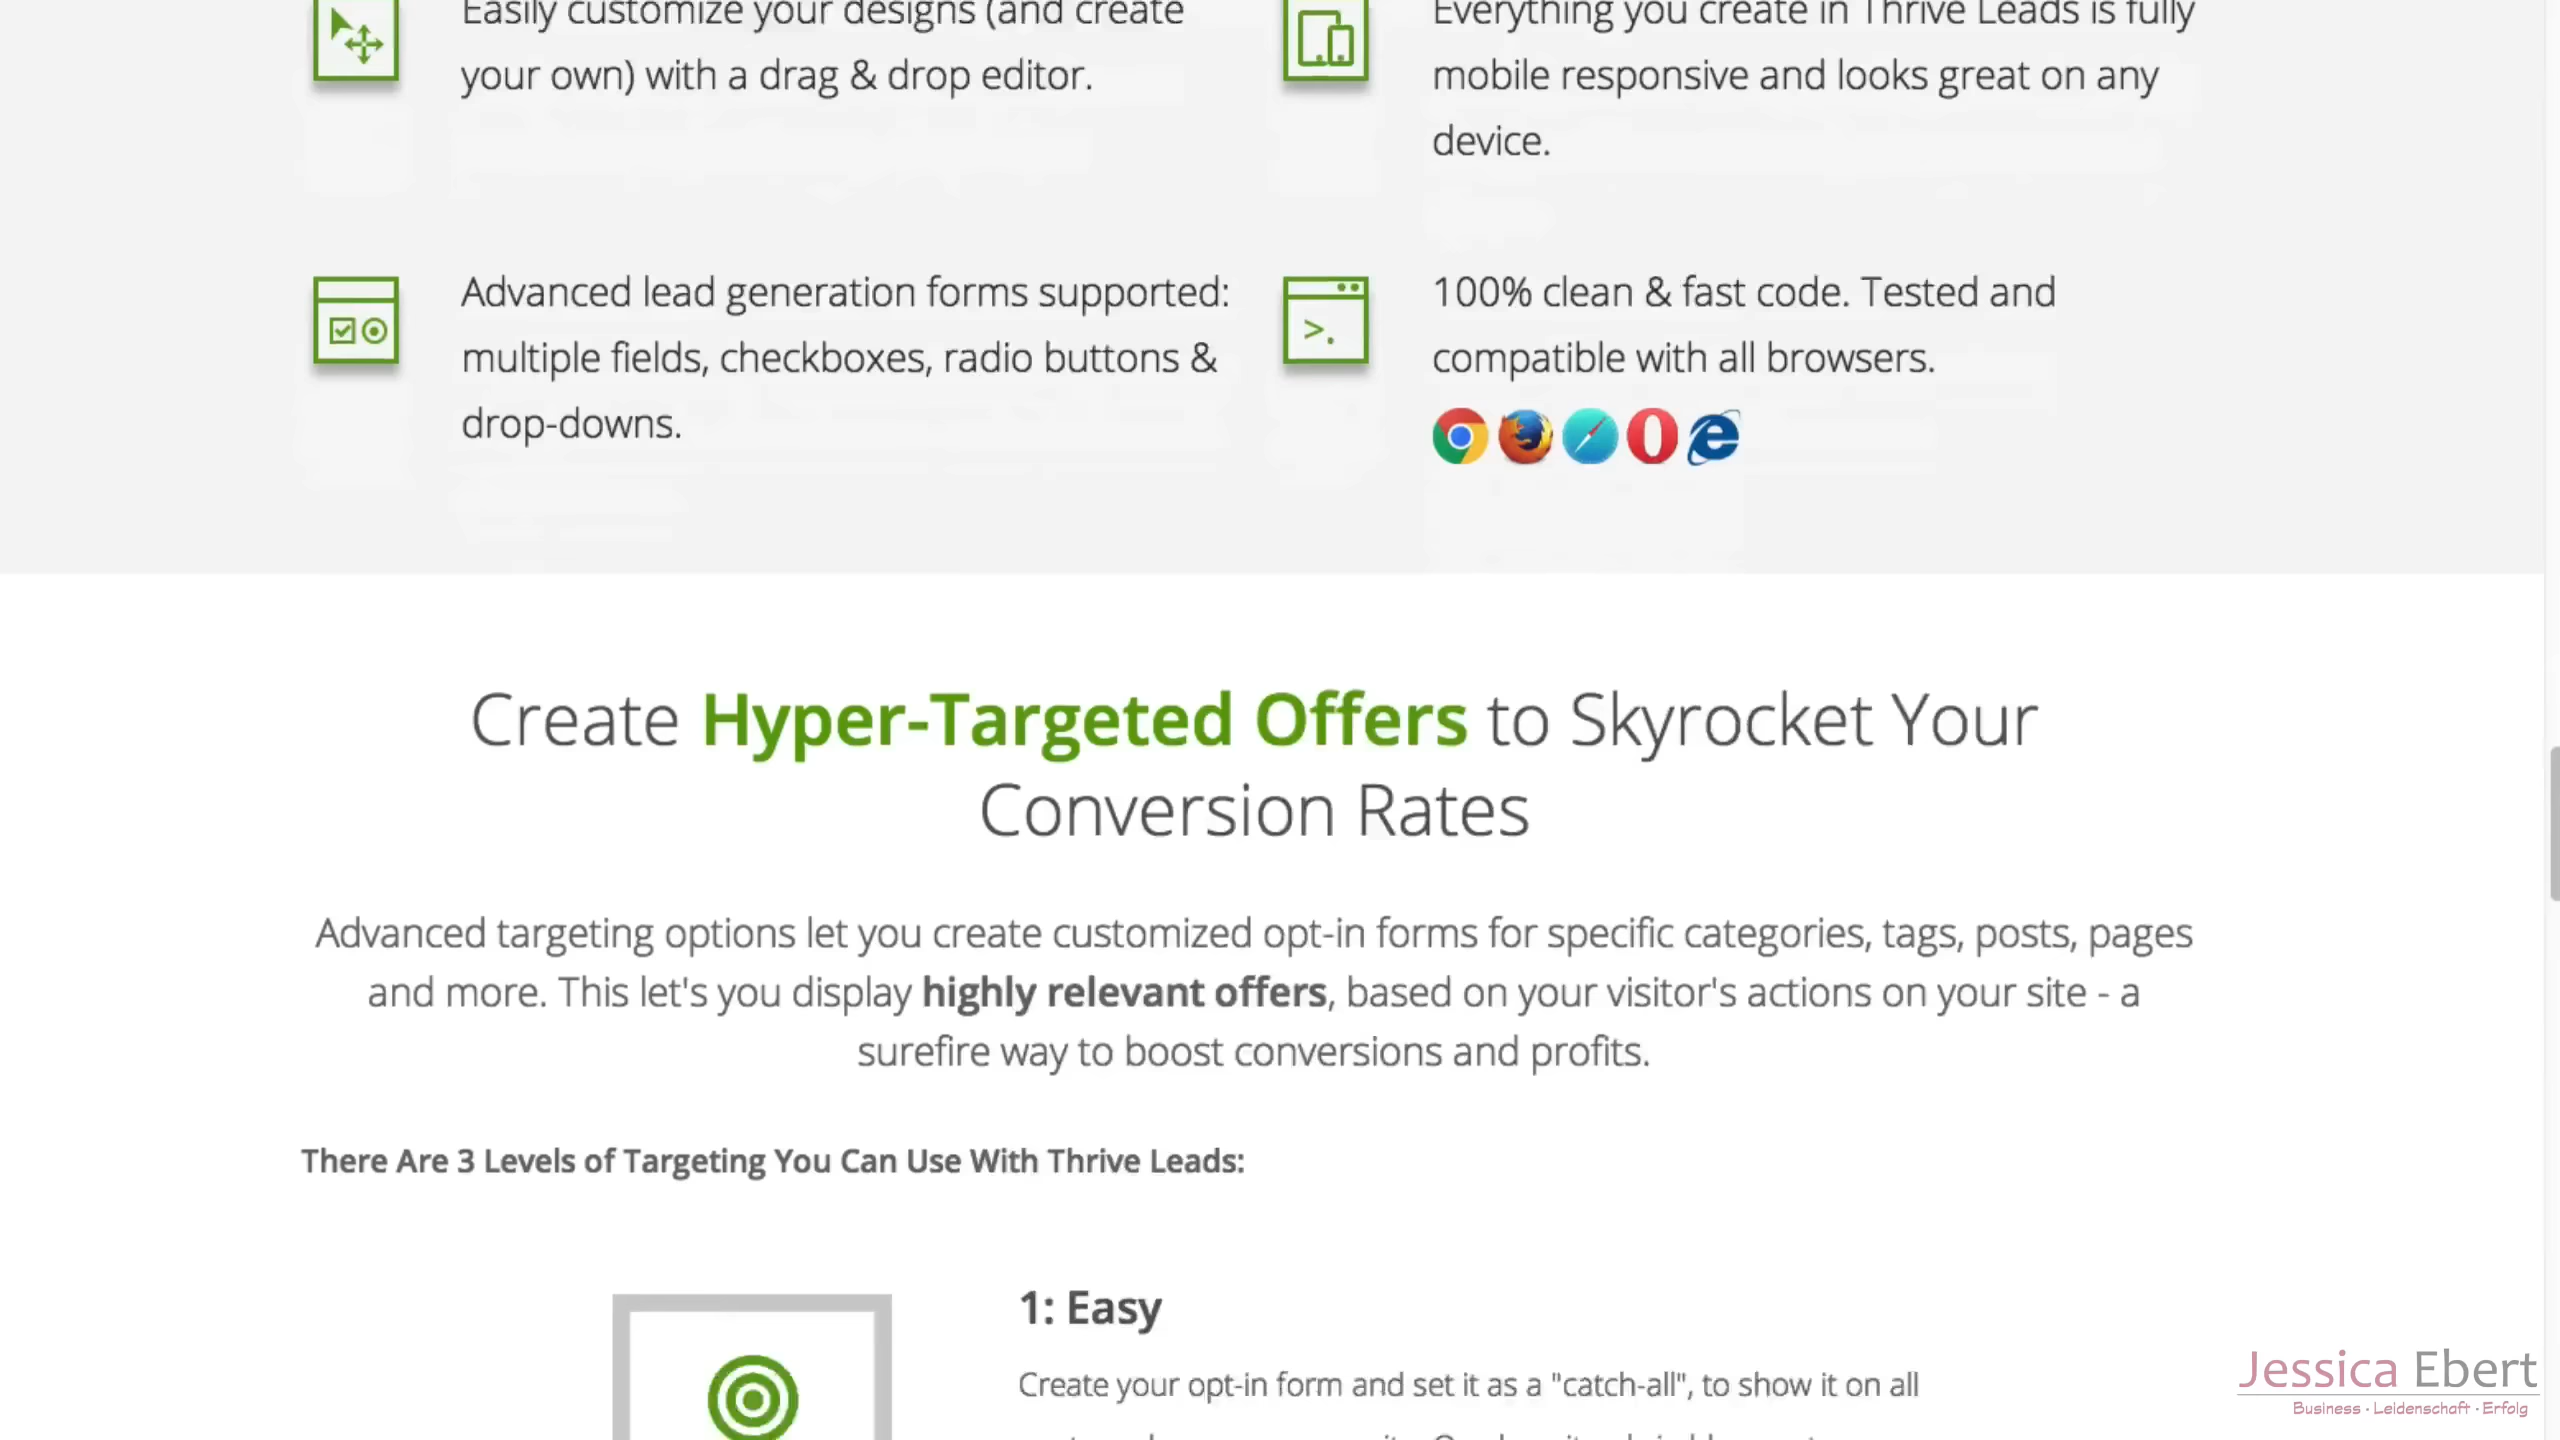 Easily customize your designs (and create
your own) with a drag & drop editor.
Everything you create in Thrive Leads is fully
mobile responsive and looks great on any
device.
Advanced lead generation forms supported:
multiple fields, checkboxes, radio buttons &
drop-downs.
100% clean & fast code. Tested and
compatible with all browsers.
Create Hyper-Targeted Offers to Skyrocket Your
Conversion Rates
Advanced targeting options let you create customized opt-in forms for specific categories, tags, posts, pages
and more. This let's you display highly relevant offers, based on your visitor's actions on your site - a
surefire way to boost conversions and profits.
There Are 3 Levels of Targeting You Can Use With Thrive Leads:
1: Easy
Create your opt-in form and set it as a "catch-all", to show it on all
Jessica Ebert
Business · Leidenschaft · Erfolg